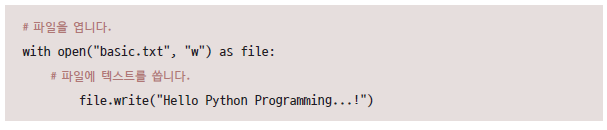 # 파일을 엽니다.
with open("basic.txt", "w") as file:
# 파일에 텍스트를 씁니다.
file.write("Hello Python Programming...!")